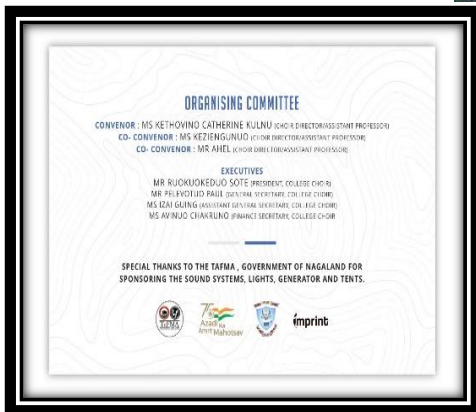 ORGANISING COMMITTEE
CONVENOR : MS KETHOVINO CATHERINE KULNU (CHOIR DIRECTOR/ASSISTANT PROFESSOR)
CO- CONVENOR : MS KEZIENGUNUO (CHOIR DIRECTOR/ASSISTANT PROFESSOR)
CO- CONVENOR : MR AHEL (CHOIR DIRECTOR/ASSISTANT PROFESSOR)
EXECUTIVES
MR RUOKUOKEDUO SOTE (PRESIDENT, COLLEGE CHOIR)
MR PELEVOTUO PAUL (GENERAL SECRETARY, COLLEGE CHOIR)
MS IZAI GUING (ASSISTANT GENERAL SECRETARY, COLLEGE CHOIR)
MS AVINUO CHAKRUNO (FINANCE SECRETARY, COLLEGE CHOIR
SPECIAL THANKS TO THE TAFMA , GOVERNMENT OF NAGALAND FOR
SPONSORING THE SOUND SYSTEMS, LIGHTS, GENERATOR AND TENTS.
75
Azadi Ka
Amrit Mahotsav
imprint